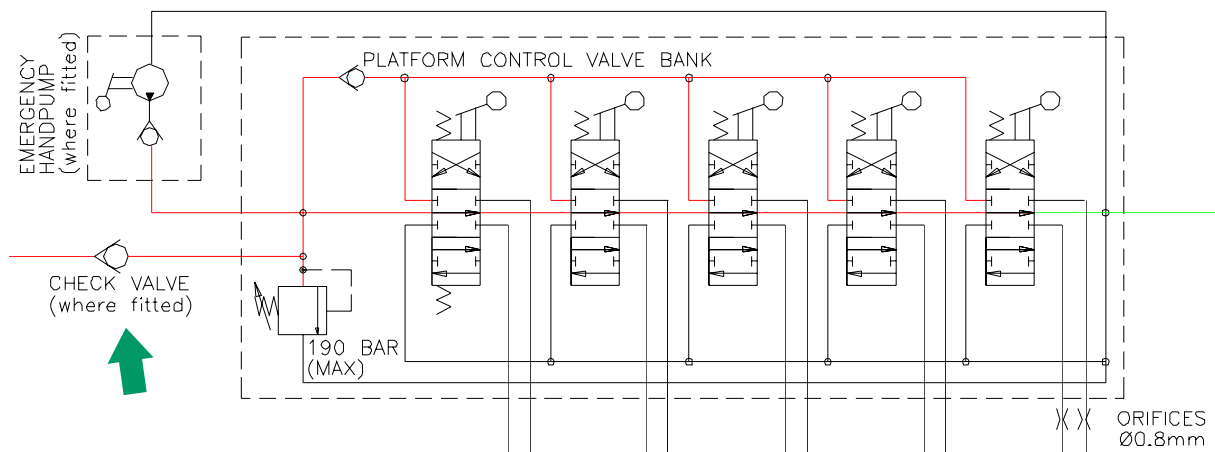 EMERGENCY
HANDPUMP
(where fitted)
PLATFORM CONTROL VALVE BANK
CHECK VALVE
(where fitted)
190 BAR
(MAX)
ORIFICES
Ø0.8mm